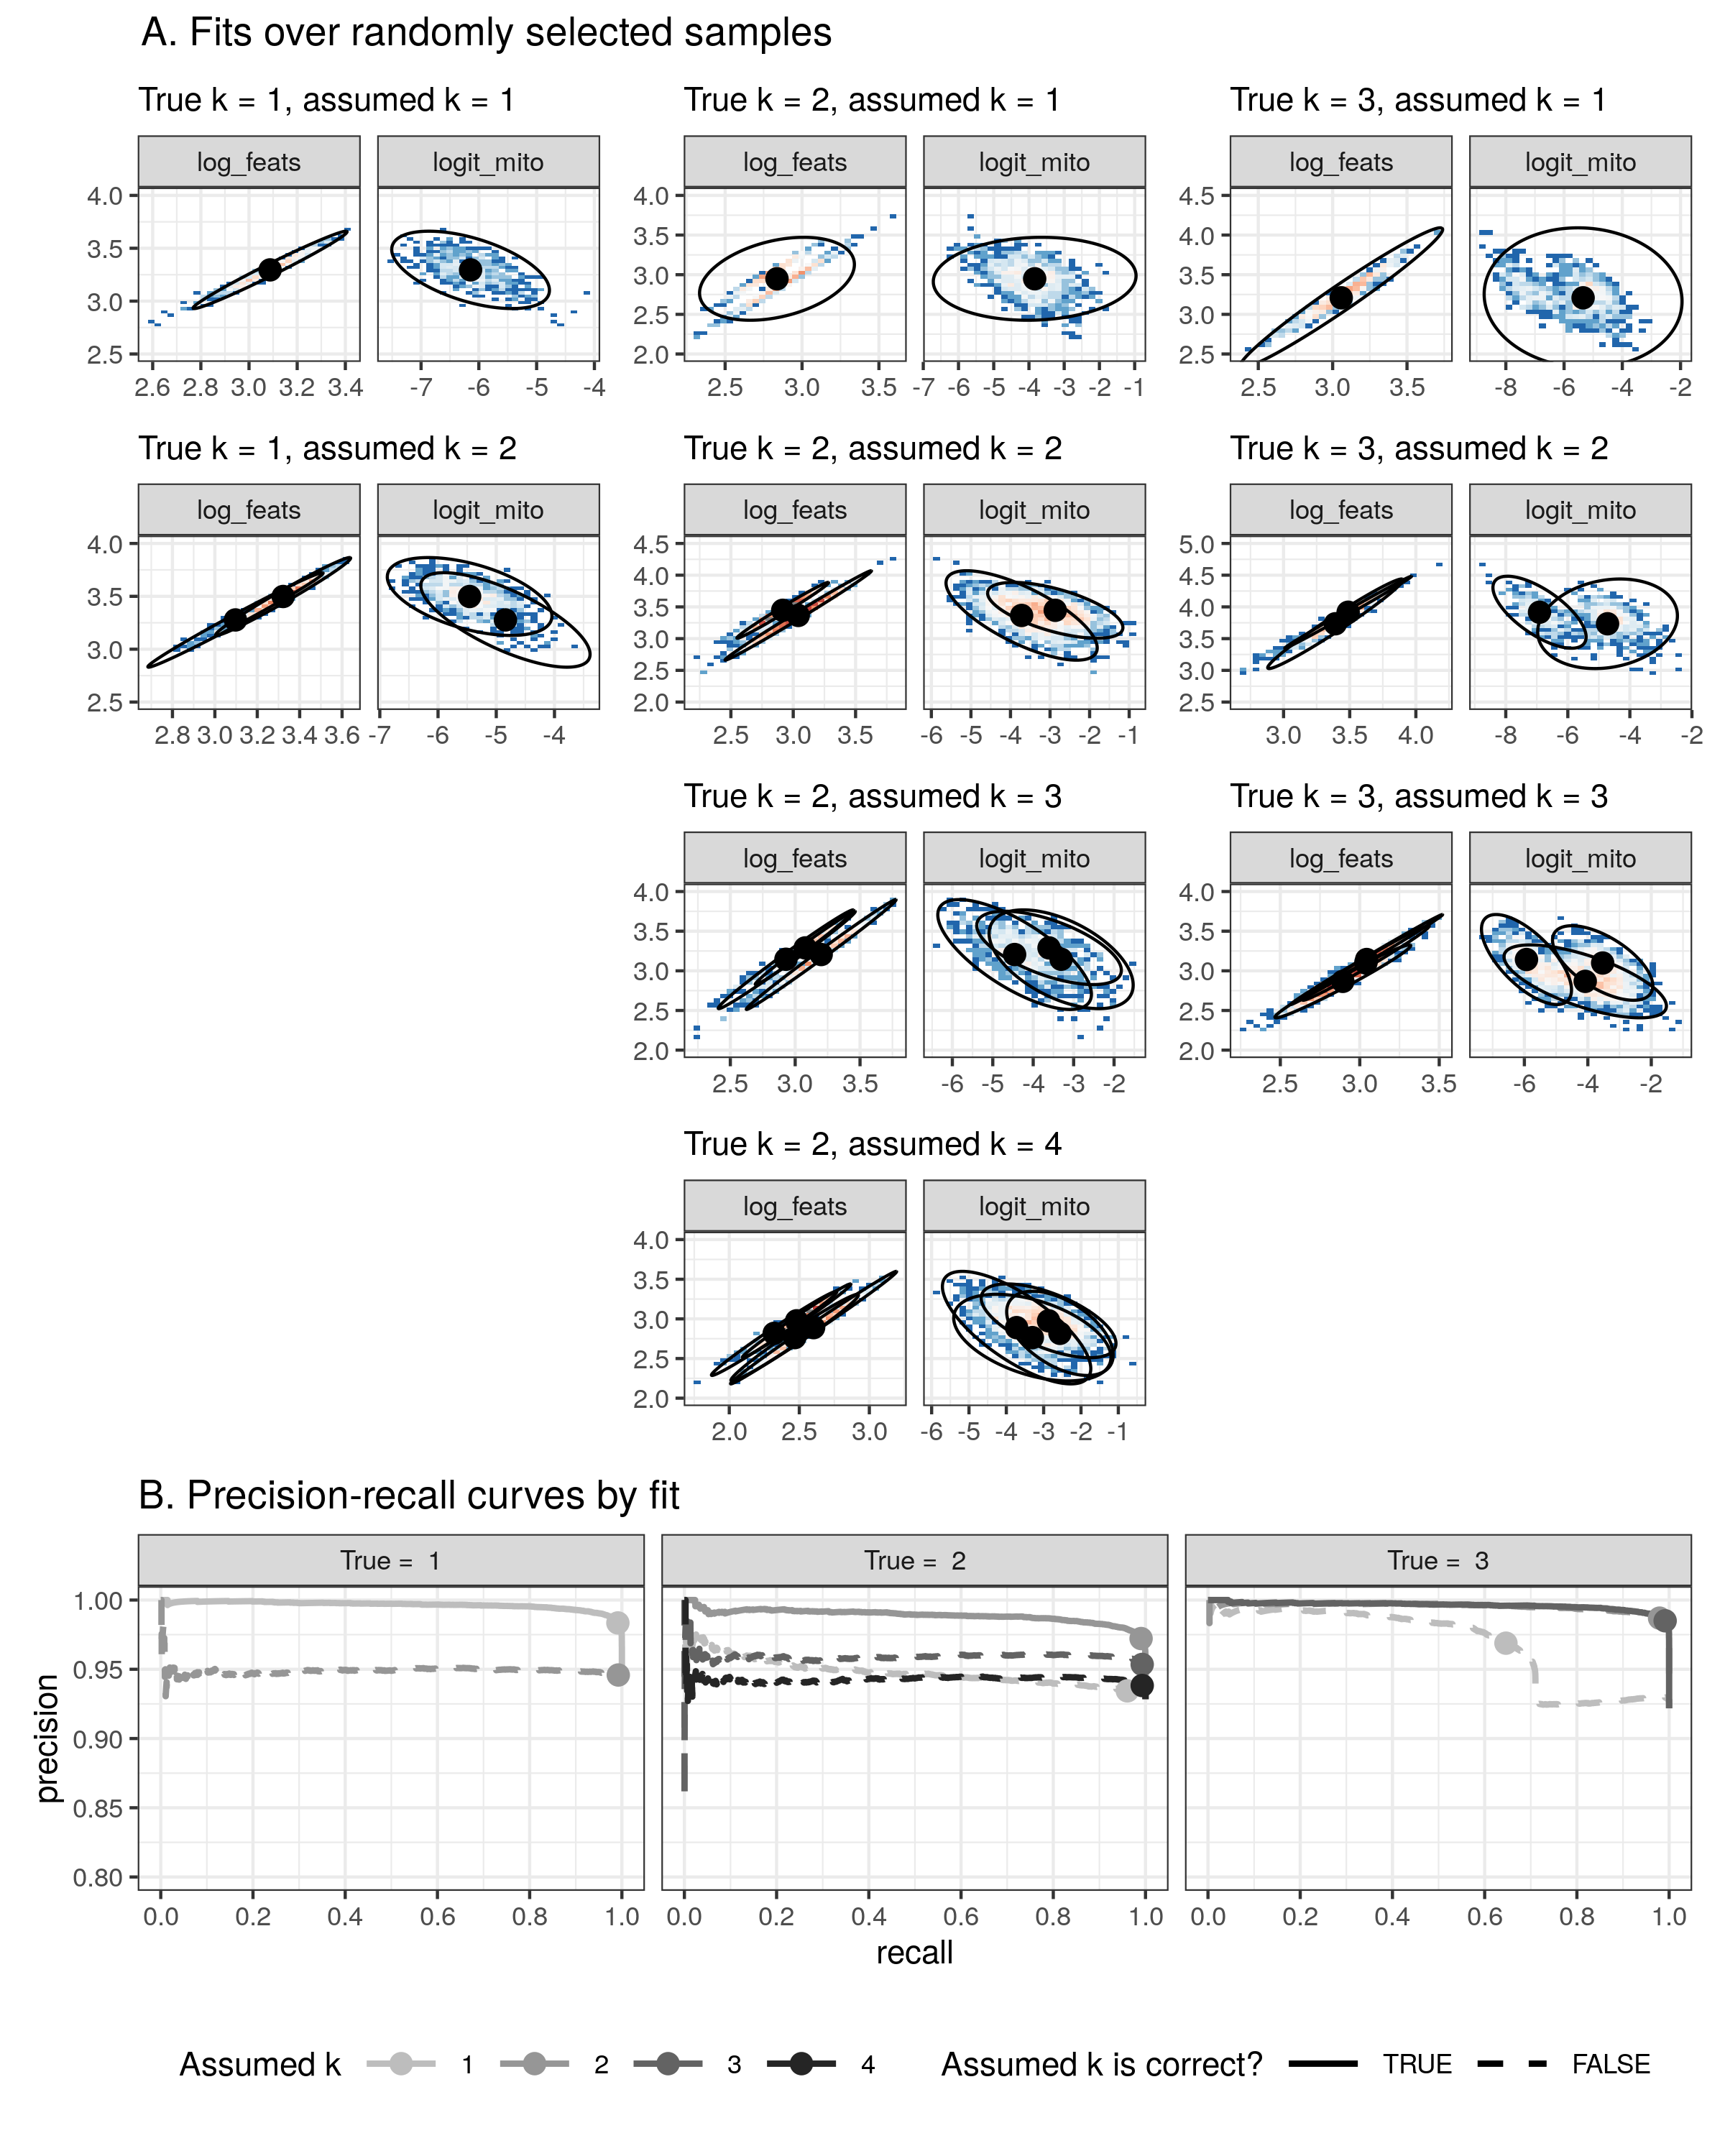 A. Fits over randomly selected samples
True k = 1, assumed k = 1
True k = 2, assumed k = 1
True k = 3, assumed k = 1
log_feats logit_mito log_feats logit_mito log_feats logit_mito
4.0 3.5 3.0 2.5
4.0 3.5 3.0 2.5 2.0
4.5 4.0 3.5 3.0 2.5
2.6 2.8 3.0 3.2 3.4 -7 -6 -5 -4
2.5 3.0 3.5 -7 -6 -5 -4 -3 -2 -1
2.5 3.0 3.5 -8 -6 -4 -2
True k = 1, assumed k = 2
True k = 2, assumed k = 2
True k = 3, assumed k = 2
log_feats logit_mito log_feats logit_mito log_feats logit_mito
4.0 3.5 3.0 2.5
4.5 4.0 3.5 3.0 2.5 2.0
5.0 4.5 4.0 3.5 3.0 2.5
2.8 3.0 3.2 3.4 3.6 -7 -6 -5 -4
2.5 3.0 3.5 -6 -5 -4 -3 -2 -1
3.0 3.5 4.0 -8 -6 -4 -2
True k = 2, assumed k = 3
True k = 3, assumed k = 3
log_feats logit_mito log_feats logit_mito
4.0 3.5 3.0 2.5 2.0
4.0 3.5 3.0 2.5 2.0
2.5 3.0 3.5 -6 -5 -4 -3 -2
2.5 3.0 3.5 -6 -4 -2
True k = 2, assumed k = 4
log_feats logit_mito
4.0 3.5 3.0 2.5 2.0
2.0 2.5 3.0 -6 -5 -4 -3 -2 -1
B. Precision-recall curves by fit
True = 1 True = 2 True = 3
precision
1.00
0.95
0.90
0.85
0.80
0.0 0.2 0.4 0.6 0.8 1.0 0.0 0.2 0.4 0.6 0.8 1.0 0.0 0.2 0.4 0.6 0.8 1.0
recall
Assumed k 1 2 3 4 Assumed k is correct? TRUE FALSE